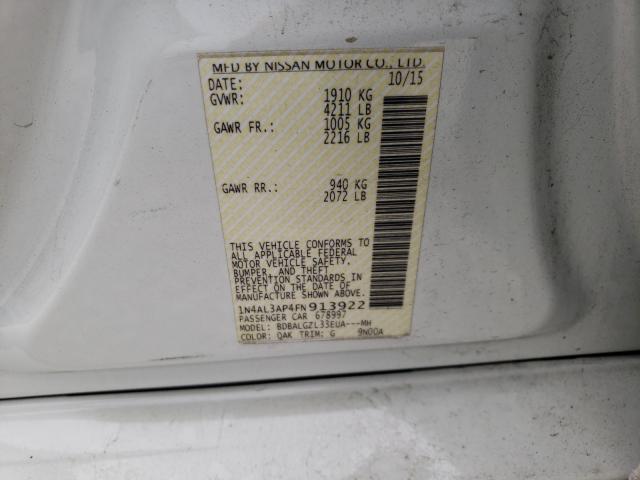 MFD BY NISSAN MOTOR CO., LTD.
DATE: 10/15
GVWR: 1910 KG
4211 LB
GAWR FR.: 1005 KG
2216 LB
GAWR RR.: 940 KG
2072 LB
THIS VEHICLE CONFORMS TO
ALL APPLICABLE FEDERAL
MOTOR VEHICLE SAFETY,
BUMPER, AND THEFT
PREVENTION STANDARDS IN
EFFECT ON THE DATE OF
MANUFACTURE SHOWN ABOVE.
1N4AL3AP4FN913922
PASSENGER CAR 678997
MODEL: BDBALGZL33EUA---MH
COLOR: QAK TRIM: G 9N00A